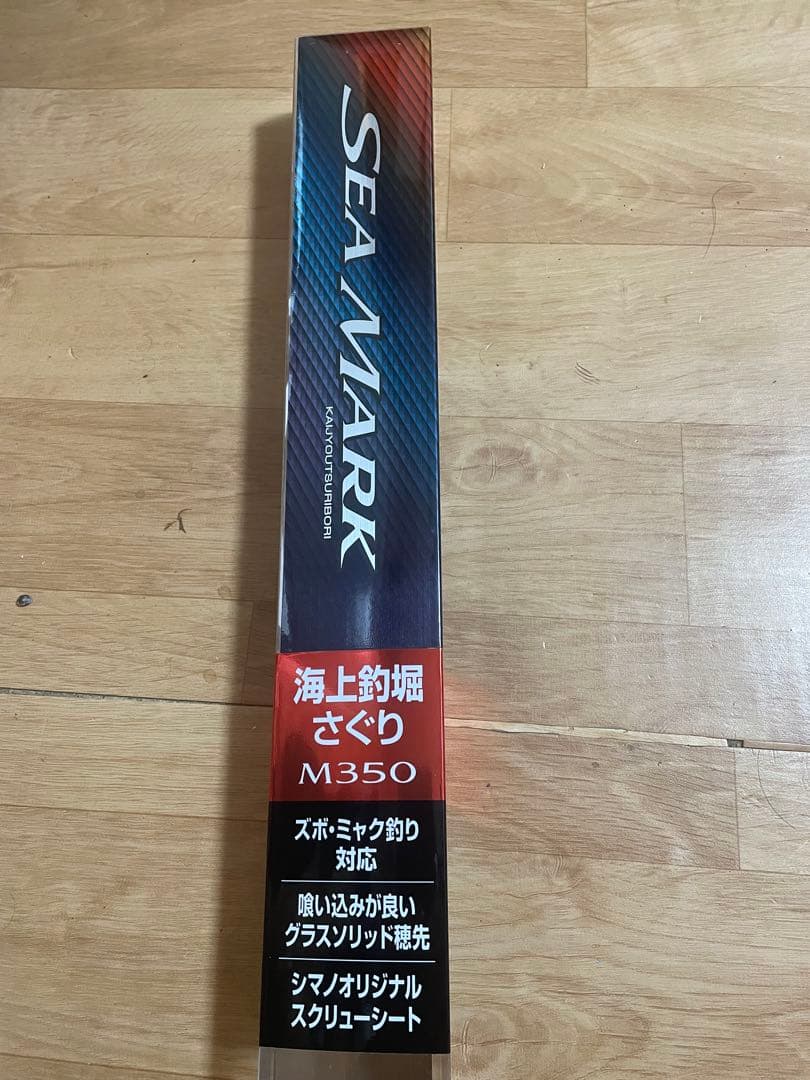 SEA MARK
KAIJYOUTSURIBORI
海上釣堀
さぐり
M350
ズボ・ミャク釣り
対応
喰い込みが良い
グラスソリッド穂先
シマノオリジナル
スクリューシート